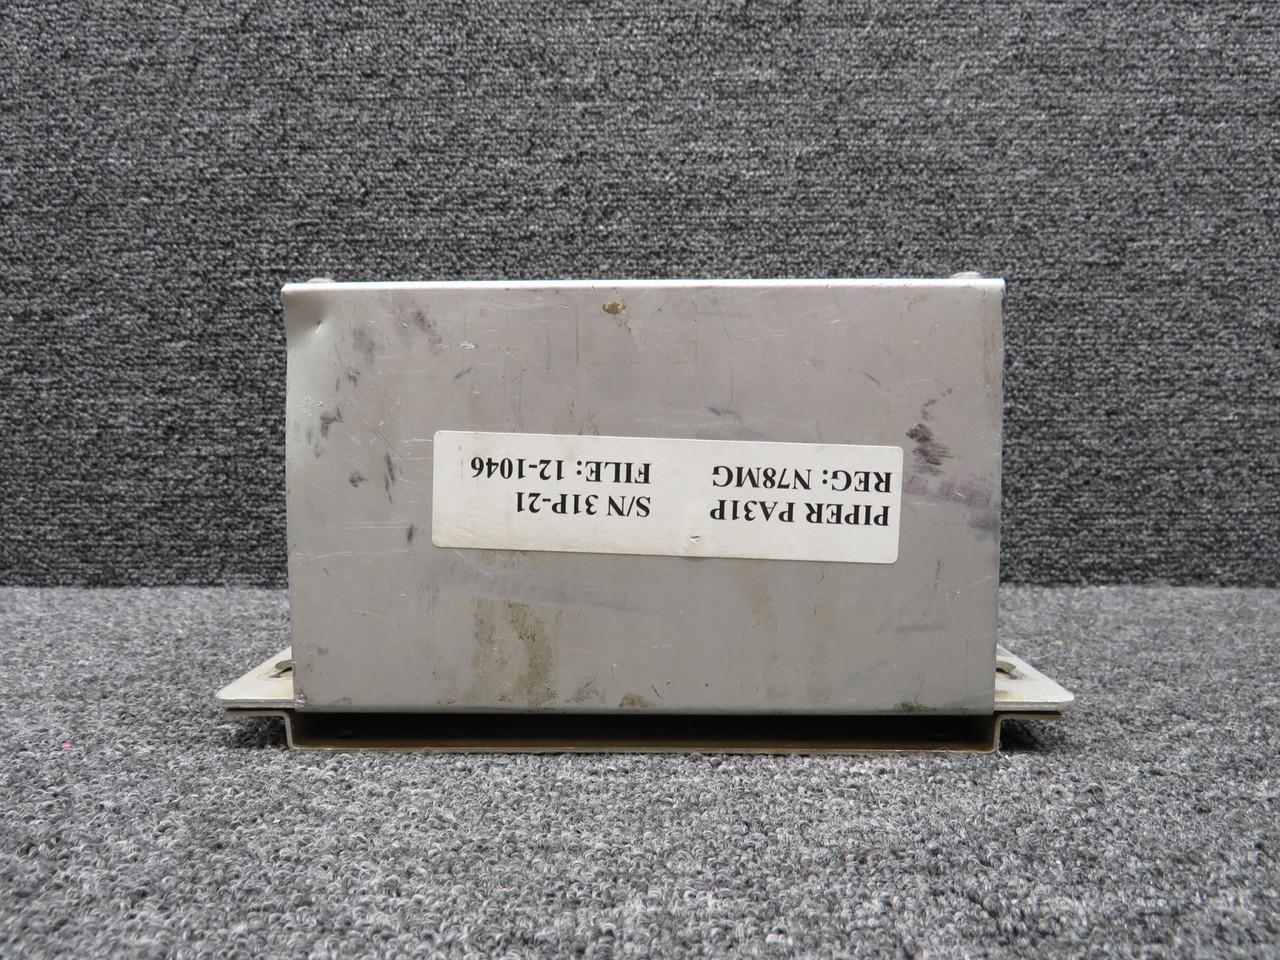 PIPER PA31P S/N 31P-21
REG: N78MG FILE: 12-1046